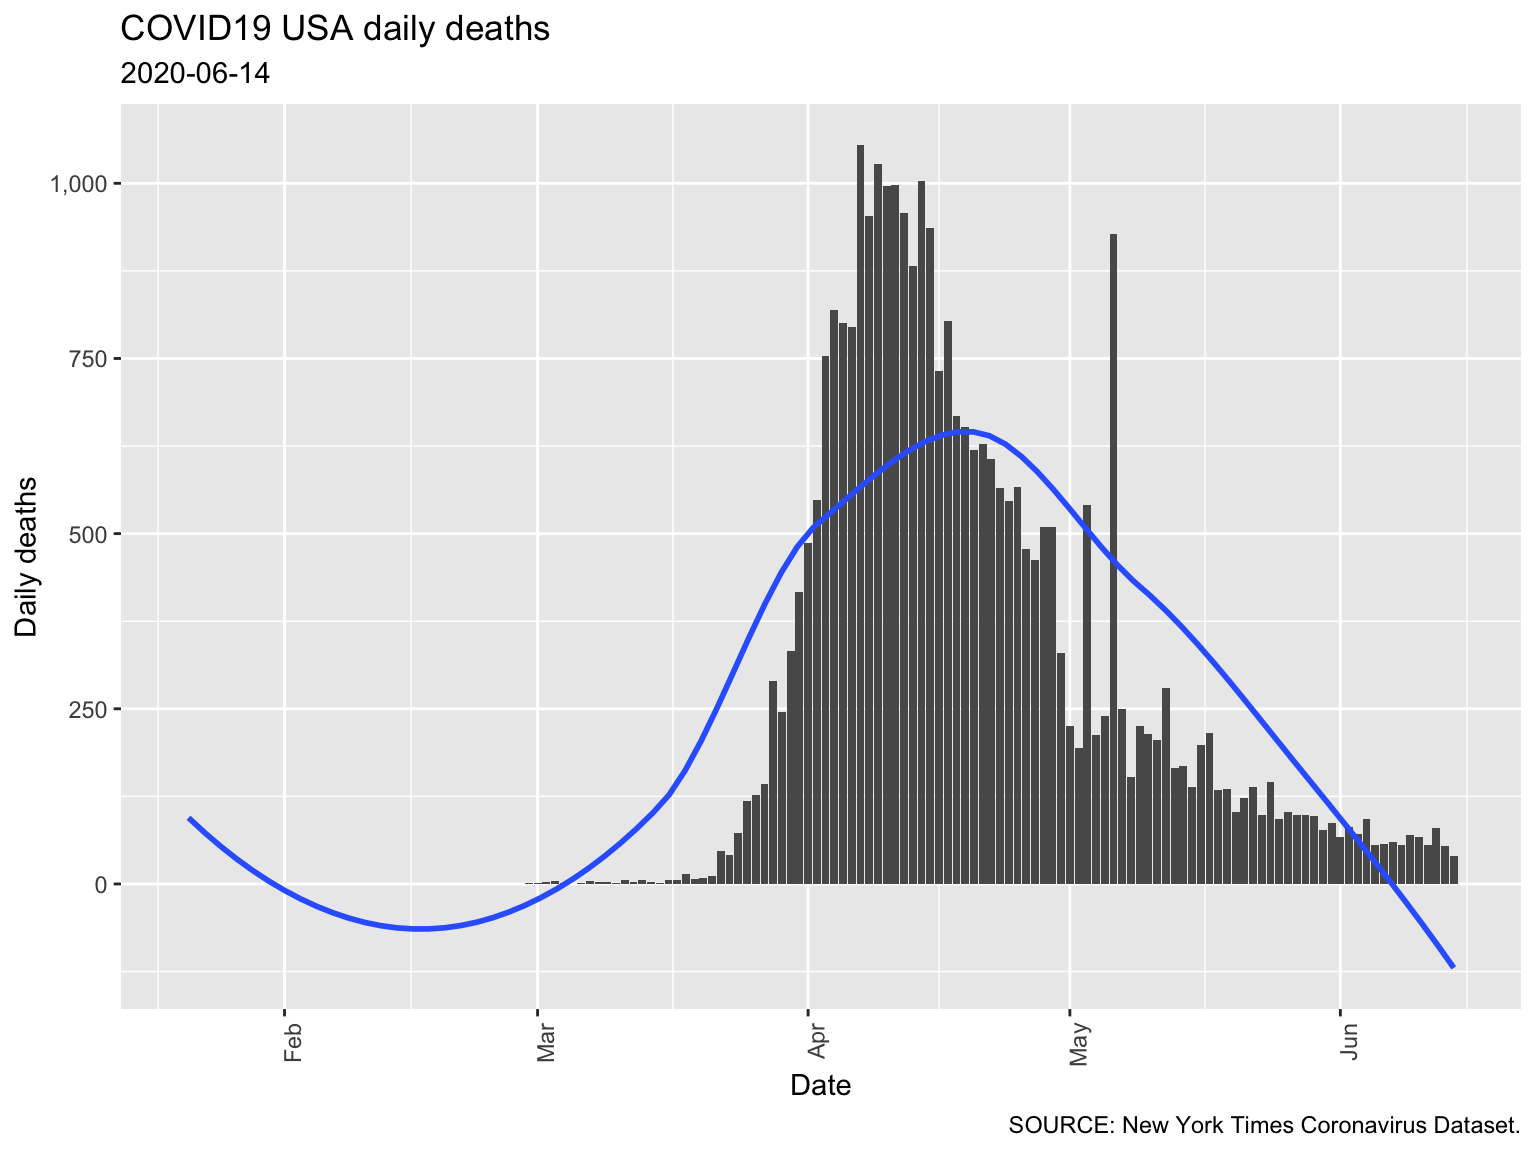 COVID19 USA daily deaths
2020-06-14
Daily deaths
1,000
750
500
250
0
Feb
Mar
Apr
May
Jun
Date
SOURCE: New York Times Coronavirus Dataset.